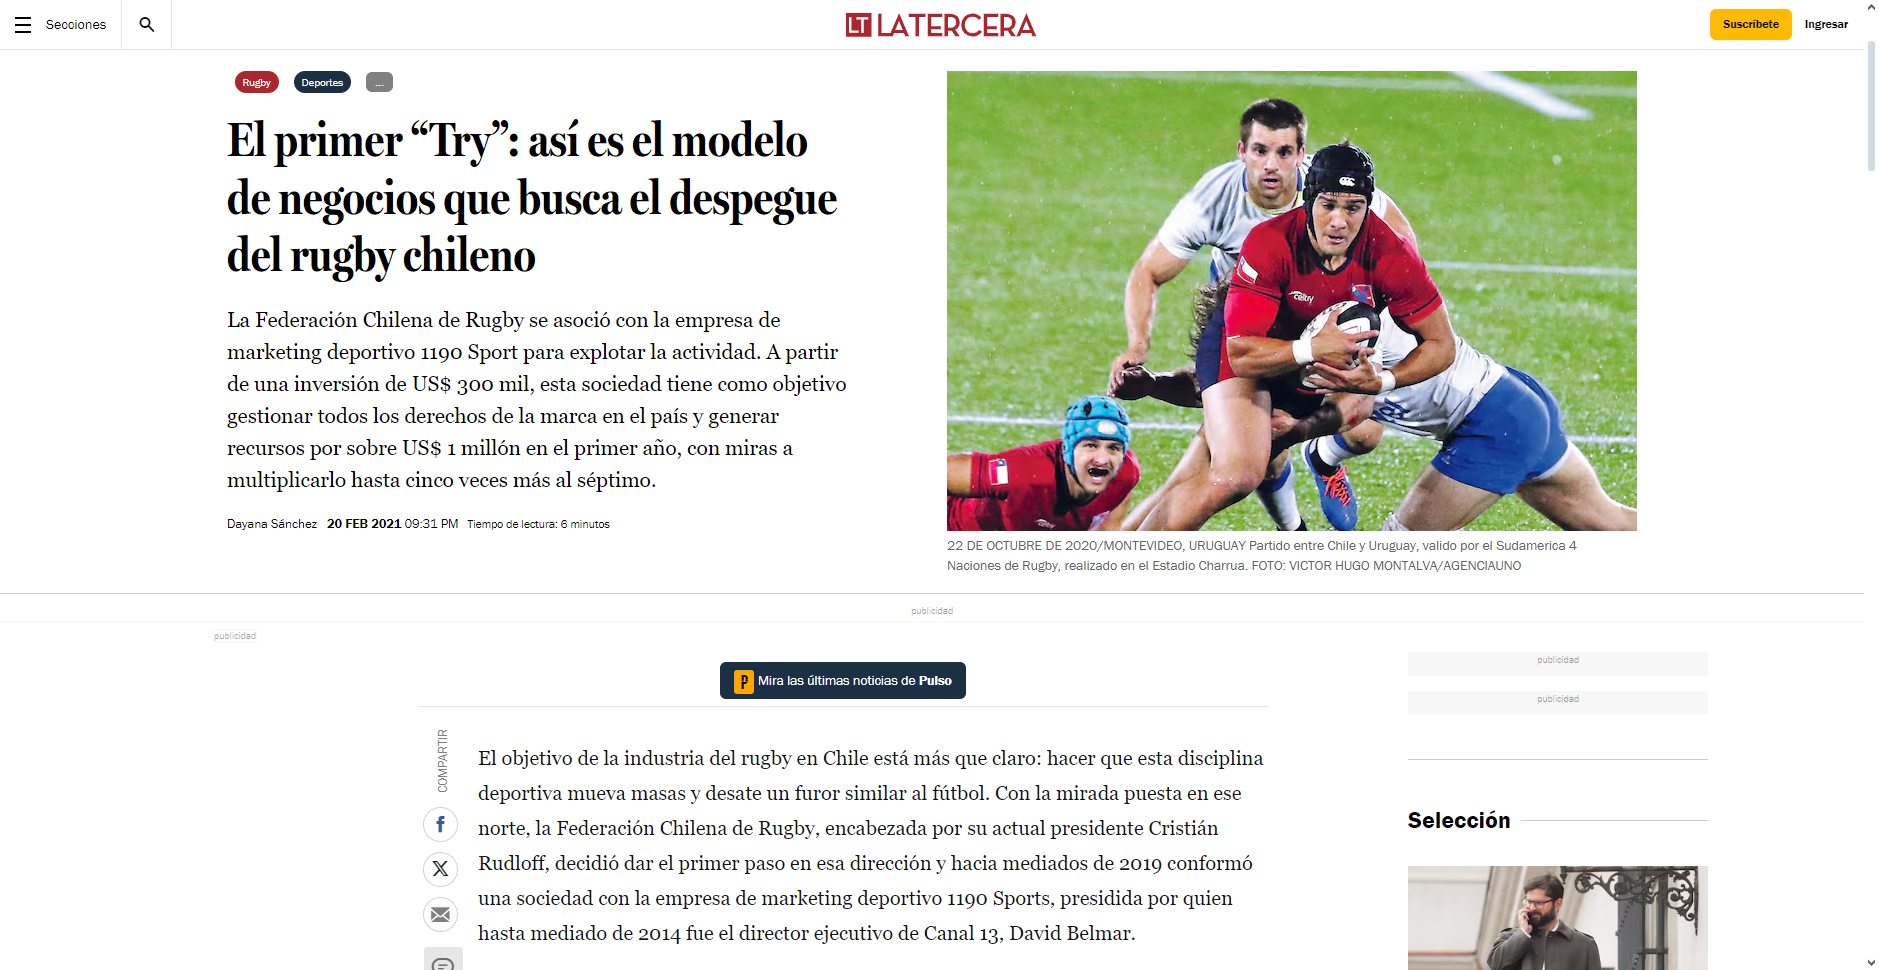 Secciones
LT LATERCERA
Suscríbete
Ingresar
Rugby
Deportes
...
El primer “Try”: así es el modelo
de negocios que busca el despegue
del rugby chileno
La Federación Chilena de Rugby se asoció con la empresa de
marketing deportivo 1190 Sport para explotar la actividad. A partir
de una inversión de US$ 300 mil, esta sociedad tiene como objetivo
gestionar todos los derechos de la marca en el país y generar
recursos por sobre US$ 1 millón en el primer año, con miras a
multiplicarlo hasta cinco veces más al séptimo.
Dayana Sánchez 20 FEB 2021 09:31 PM Tiempo de lectura: 6 minutos
celtry
22 DE OCTUBRE DE 2020/MONTEVIDEO, URUGUAY Partido entre Chile y Uruguay, valido por el Sudamerica 4
Naciones de Rugby, realizado en el Estadio Charrua. FOTO: VICTOR HUGO MONTALVA/AGENCIAUNO
publicidad
publicidad
P Mira las últimas noticias de Pulso
COMPARTIR
El objetivo de la industria del rugby en Chile está más que claro: hacer que esta disciplina
deportiva mueva masas y desate un furor similar al fútbol. Con la mirada puesta en ese
norte, la Federación Chilena de Rugby, encabezada por su actual presidente Cristián
Rudloff, decidió dar el primer paso en esa dirección y hacia mediados de 2019 conformó
una sociedad con la empresa de marketing deportivo 1190 Sports, presidida por quien
hasta mediado de 2014 fue el director ejecutivo de Canal 13, David Belmar.
publicidad
publicidad
Selección